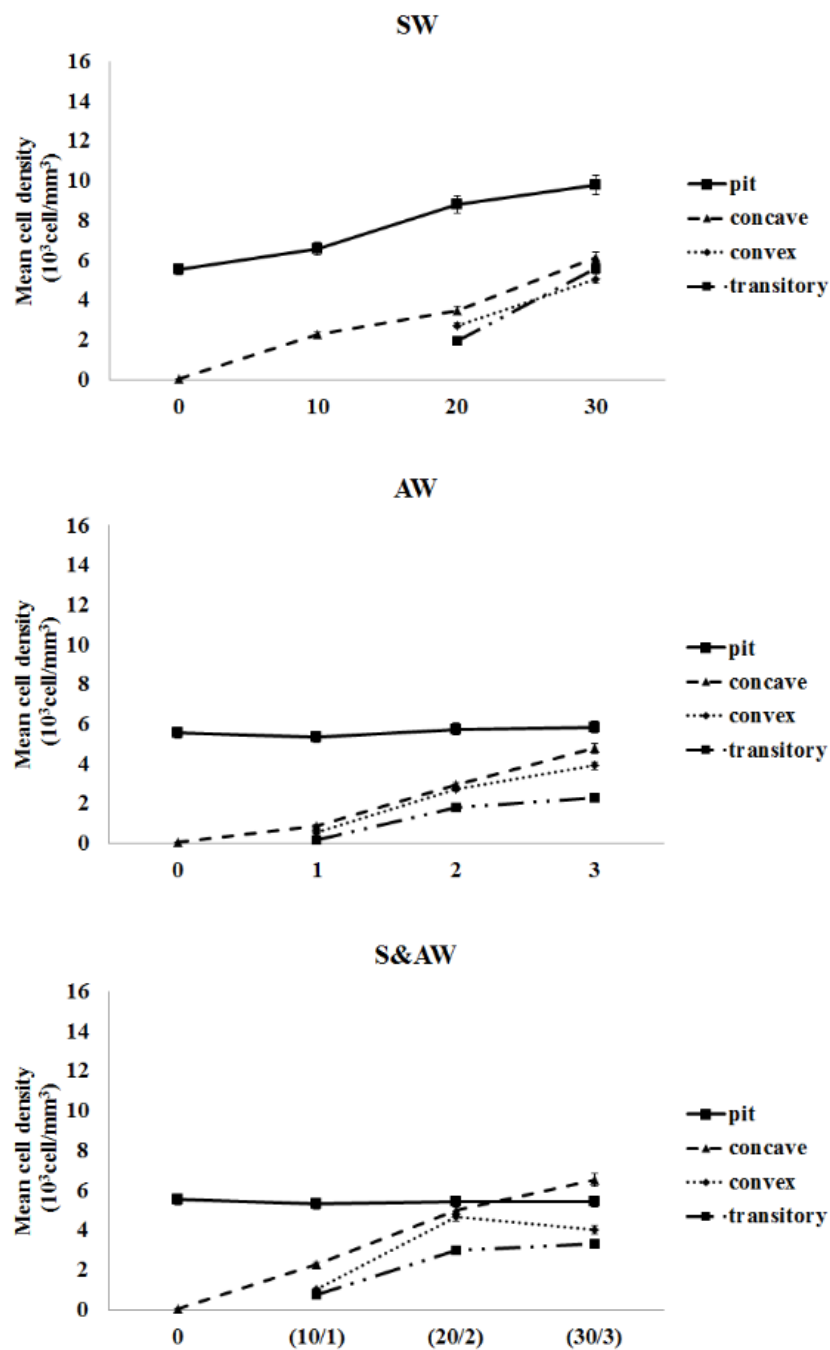 SW
Mean cell density
(10³cell/mm³)
16
14
12
10
8
6
4
2
0
0 10 20 30
pit
concave
convex
transitory
AW
Mean cell density
(10³cell/mm³)
16
14
12
10
8
6
4
2
0
0 1 2 3
pit
concave
convex
transitory
S&AW
Mean cell density
(10³cell/mm³)
16
14
12
10
8
6
4
2
0
0 (10/1) (20/2) (30/3)
pit
concave
convex
transitory